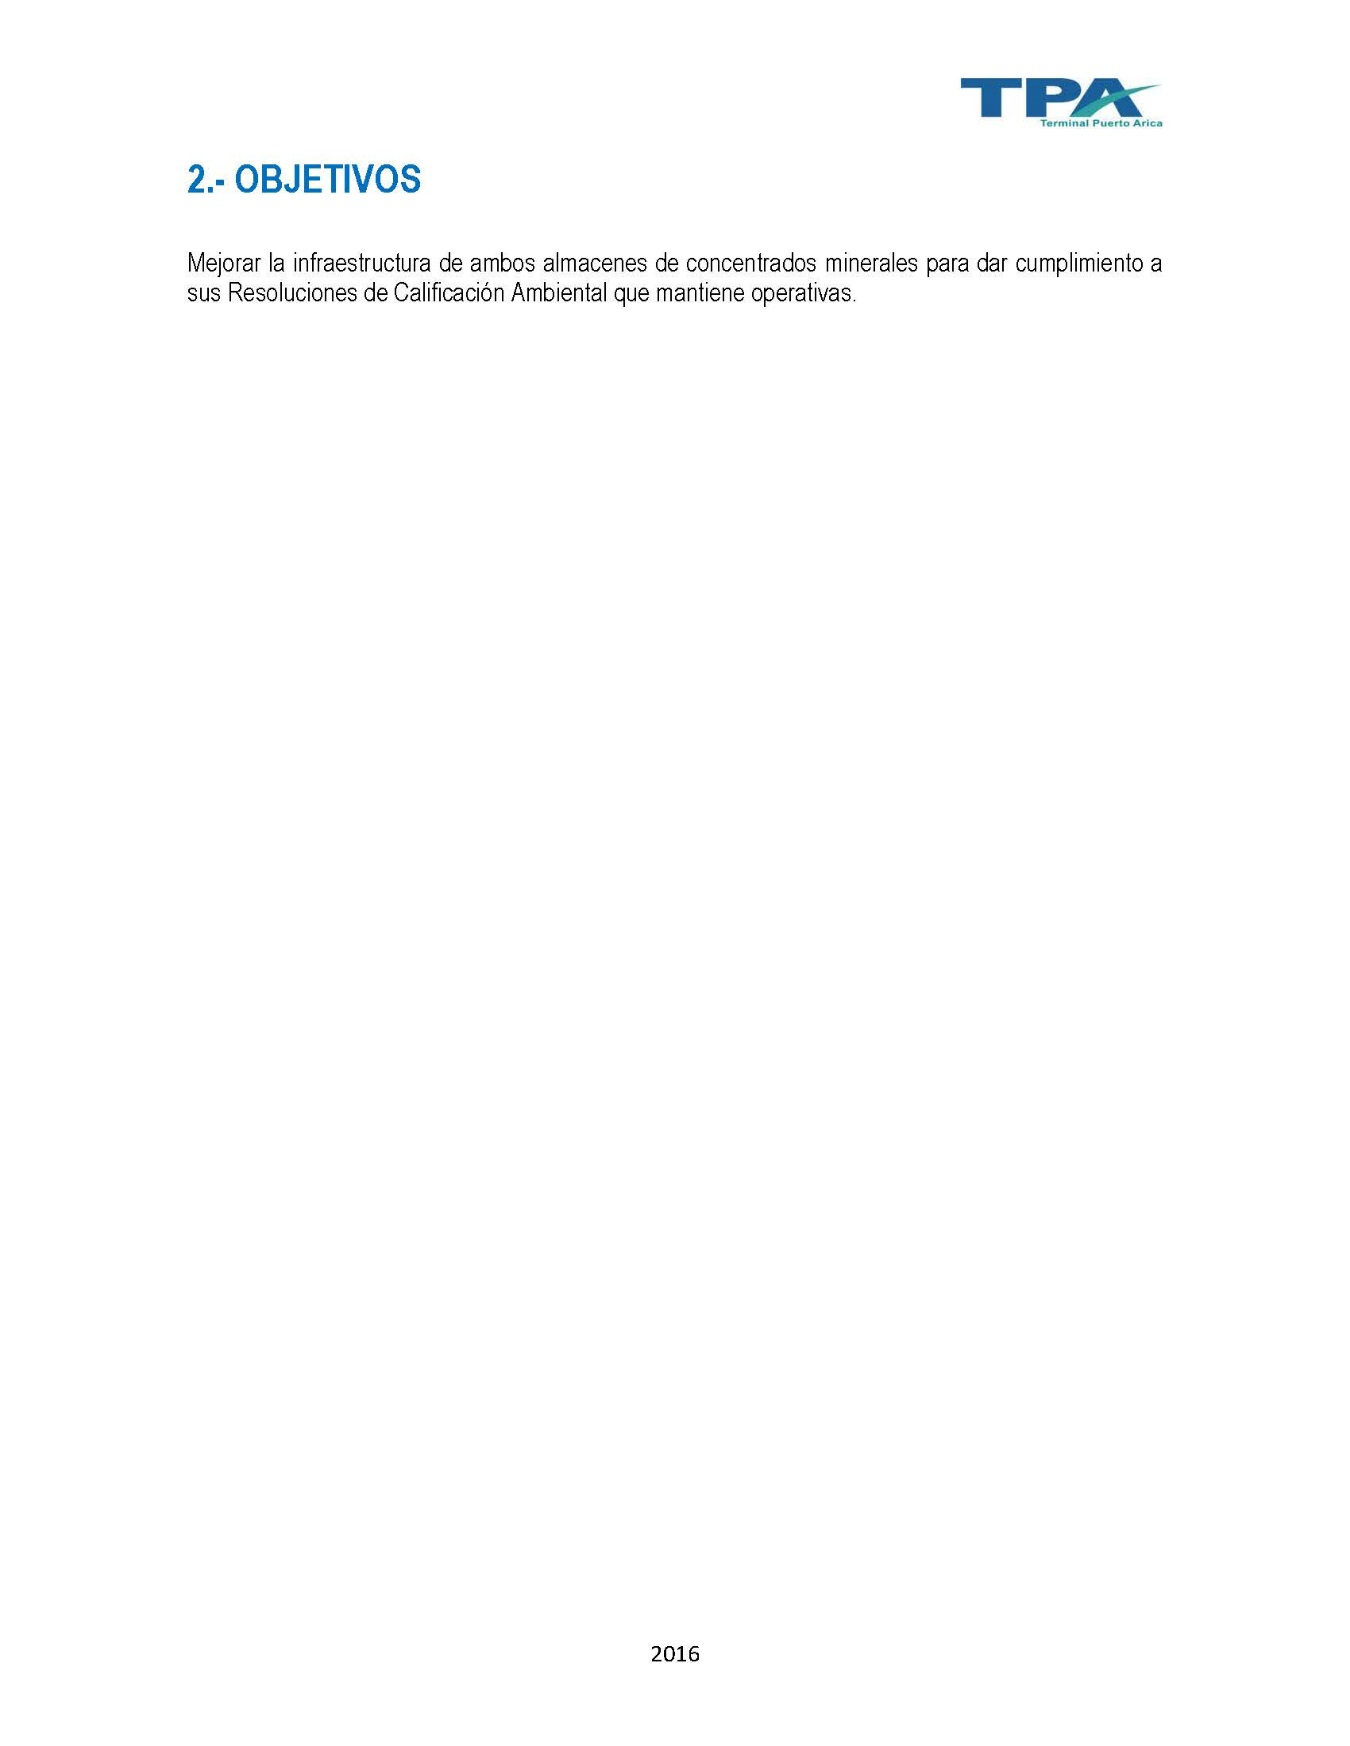 TPA
Terminal Puerto Arica
2.- OBJETIVOS
Mejorar la infraestructura de ambos almacenes de concentrados minerales para dar cumplimiento a
sus Resoluciones de Calificación Ambiental que mantiene operativas.
2016